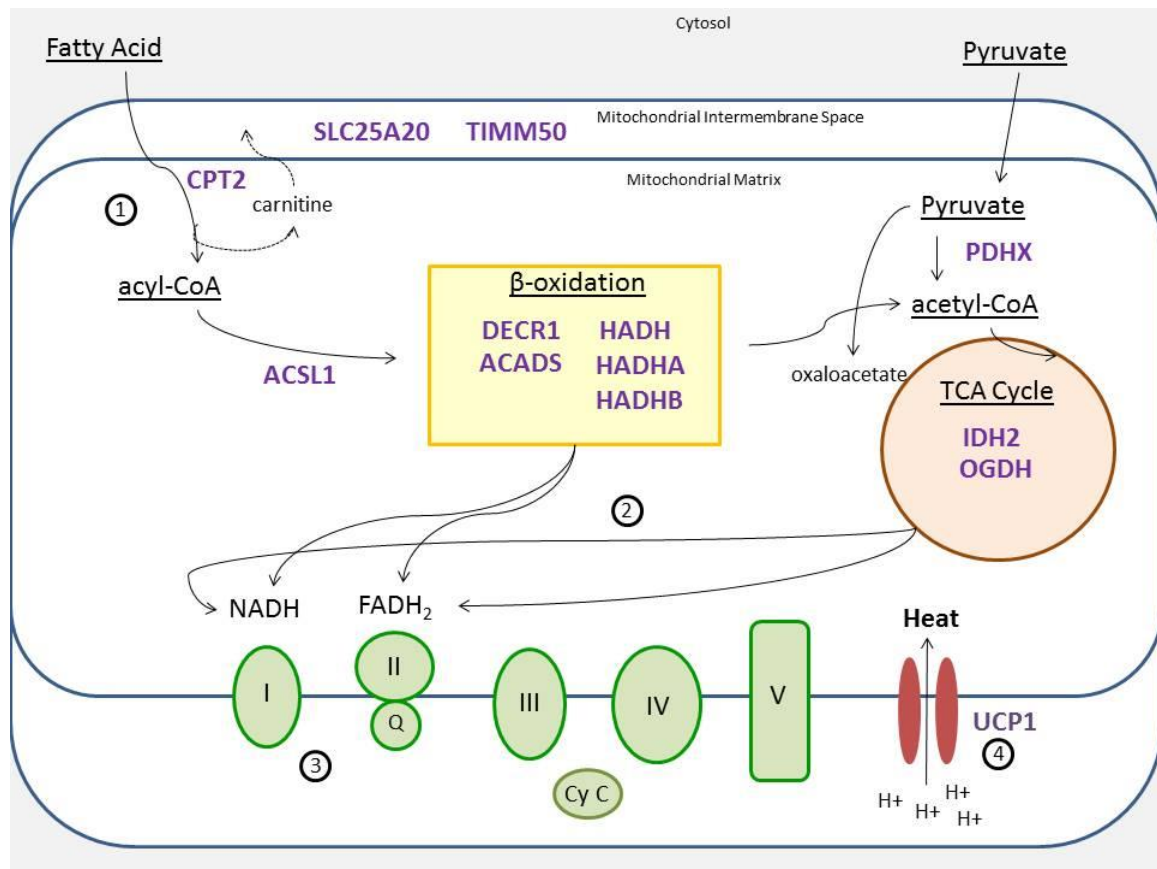 Cytosol
Fatty Acid
Pyruvate
Mitochondrial Intermembrane Space
SLC25A20 TIMM50
Mitochondrial Matrix
CPT2
carnitine
1
Pyruvate
PDHX
acyl-CoA
β-oxidation
acetyl-CoA
DECR1 HADH
ACADS HADHA
HADHB
ACSL1
oxaloacetate
TCA Cycle
IDH2
OGDH
2
NADH FADH₂
Heat
I
II
Q
III
IV
V
UCP1
3
4
Cy C
H+ H+ H+ H+